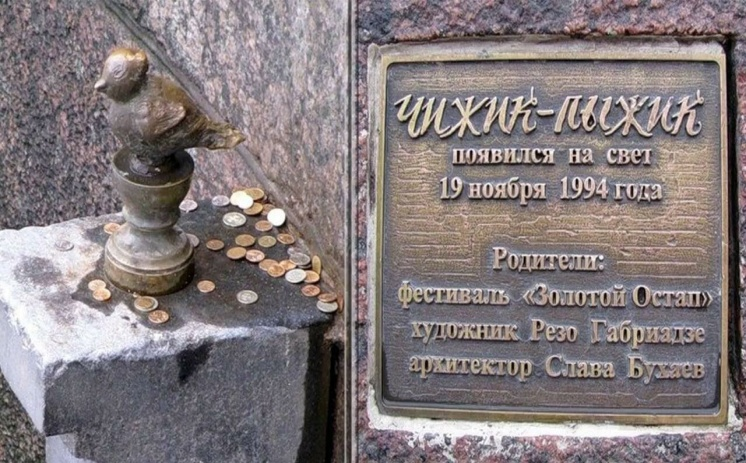 Чижик-Пыжик
появился на свет
19 ноября 1994 года
Родители:
фестиваль «Золотой Остап»
художник Резо Габриадзе
архитектор Слава Бухаев